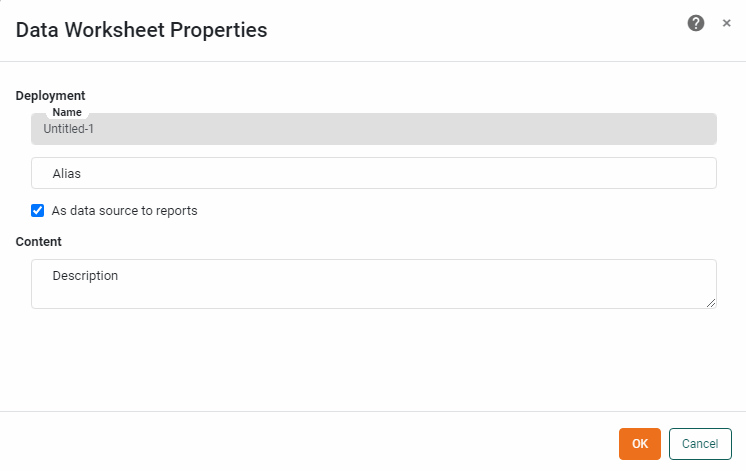 Data Worksheet Properties
Deployment
Name
Untitled-1
Alias
As data source to reports
Content
Description
OK
Cancel